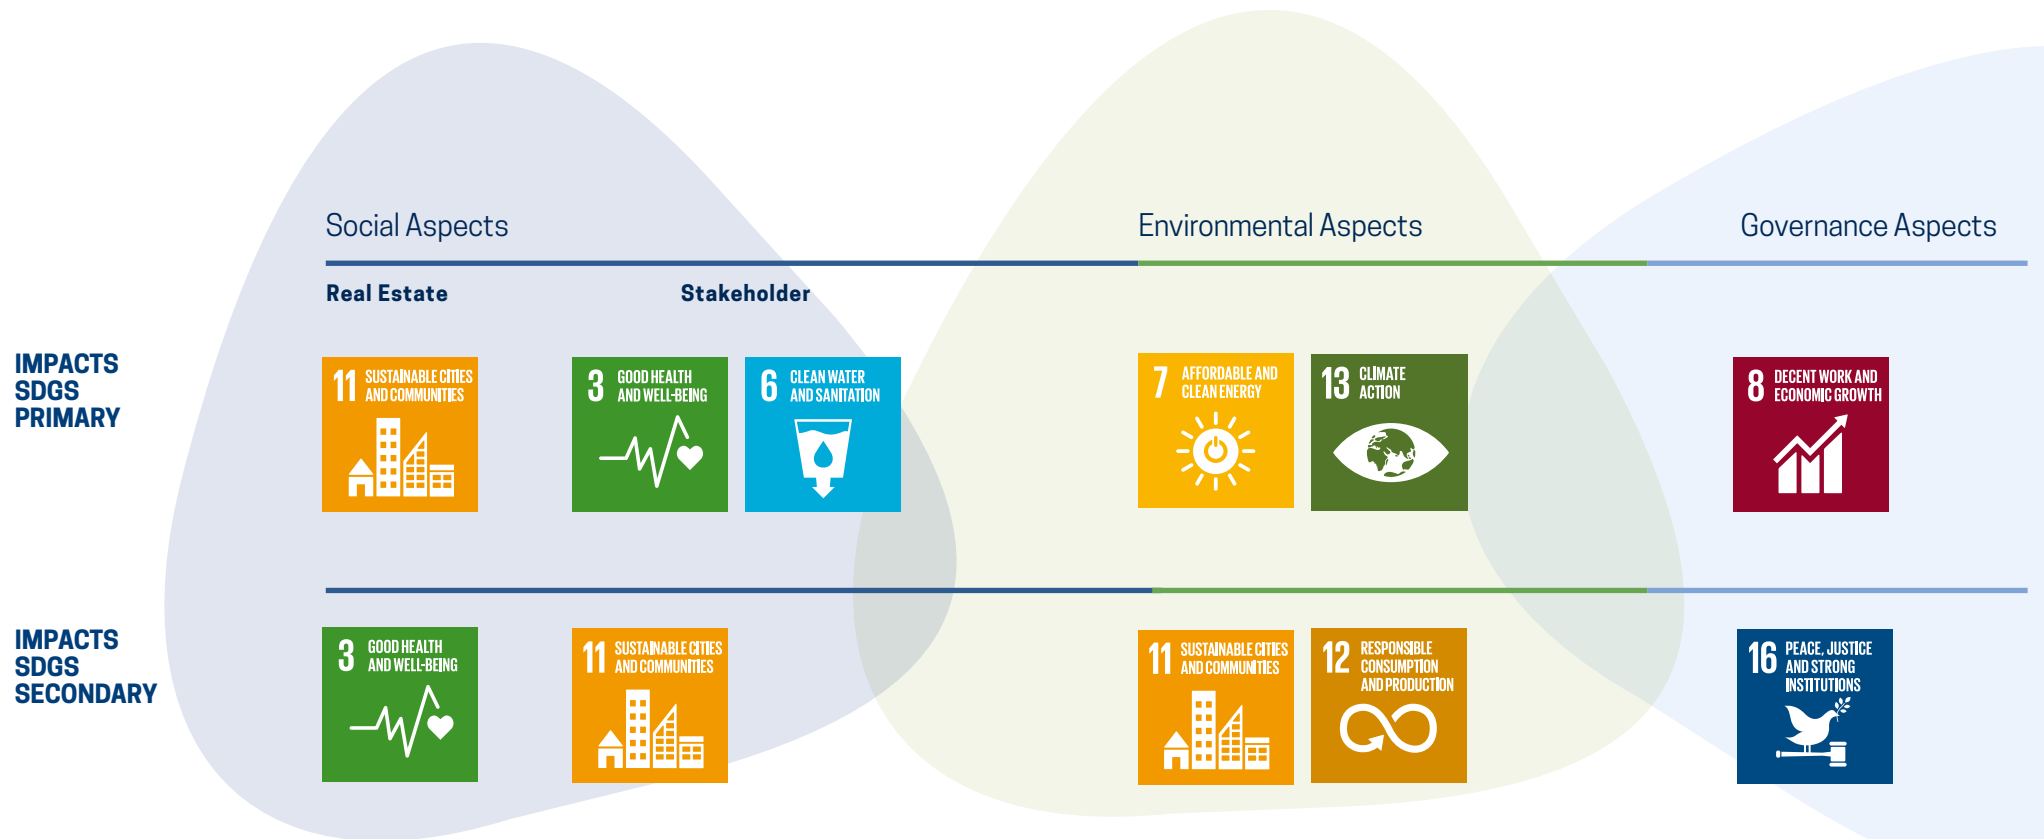 Social Aspects
Environmental Aspects
Governance Aspects
Real Estate
Stakeholder
IMPACTS
SDGS
PRIMARY
11 SUSTAINABLE CITIES
AND COMMUNITIES
3 GOOD HEALTH
AND WELL-BEING
6 CLEAN WATER
AND SANITATION
7 AFFORDABLE AND
CLEAN ENERGY
13 CLIMATE
ACTION
8 DECENT WORK AND
ECONOMIC GROWTH
IMPACTS
SDGS
SECONDARY
3 GOOD HEALTH
AND WELL-BEING
11 SUSTAINABLE CITIES
AND COMMUNITIES
11 SUSTAINABLE CITIES
AND COMMUNITIES
12 RESPONSIBLE
CONSUMPTION
AND PRODUCTION
16 PEACE, JUSTICE
AND STRONG
INSTITUTIONS